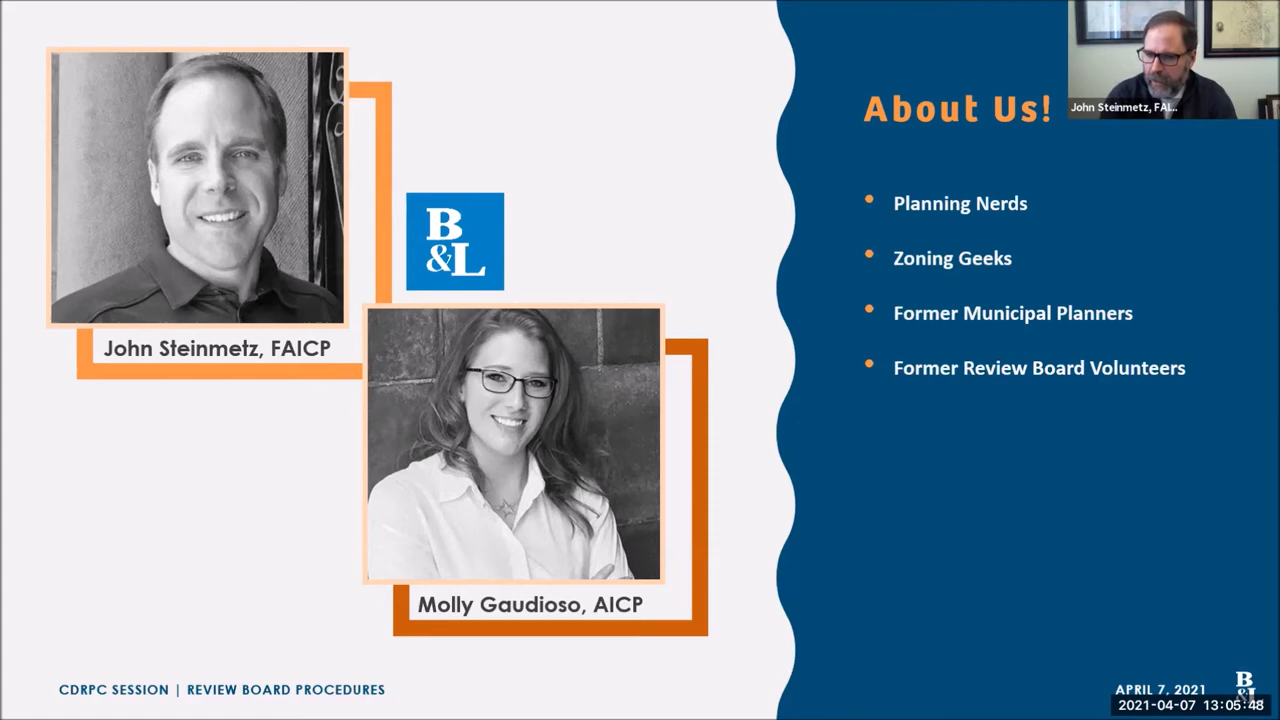 About Us!
John Steinmetz, FAI...
Planning Nerds
Zoning Geeks
Former Municipal Planners
Former Review Board Volunteers
B
&L
John Steinmetz, FAICP
Molly Gaudioso, AICP
CDRPC SESSION | REVIEW BOARD PROCEDURES
APRIL 7, 2021
B
&L
2021-04-07 13:05:48